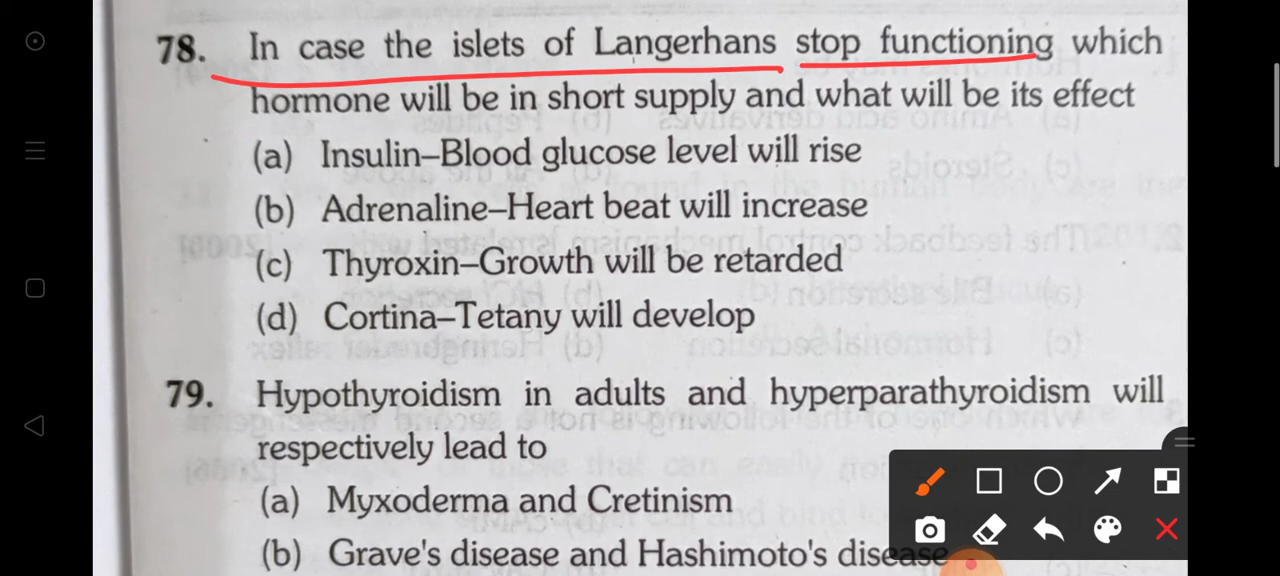 78. In case the islets of Langerhans stop functioning which
hormone will be in short supply and what will be its effect
(a) Insulin–Blood glucose level will rise
(b) Adrenaline–Heart beat will increase
(c) Thyroxin–Growth will be retarded
(d) Cortina–Tetany will develop
79. Hypothyroidism in adults and hyperparathyroidism will
respectively lead to
(a) Myxoderma and Cretinism
(b) Grave's disease and Hashimoto's disease